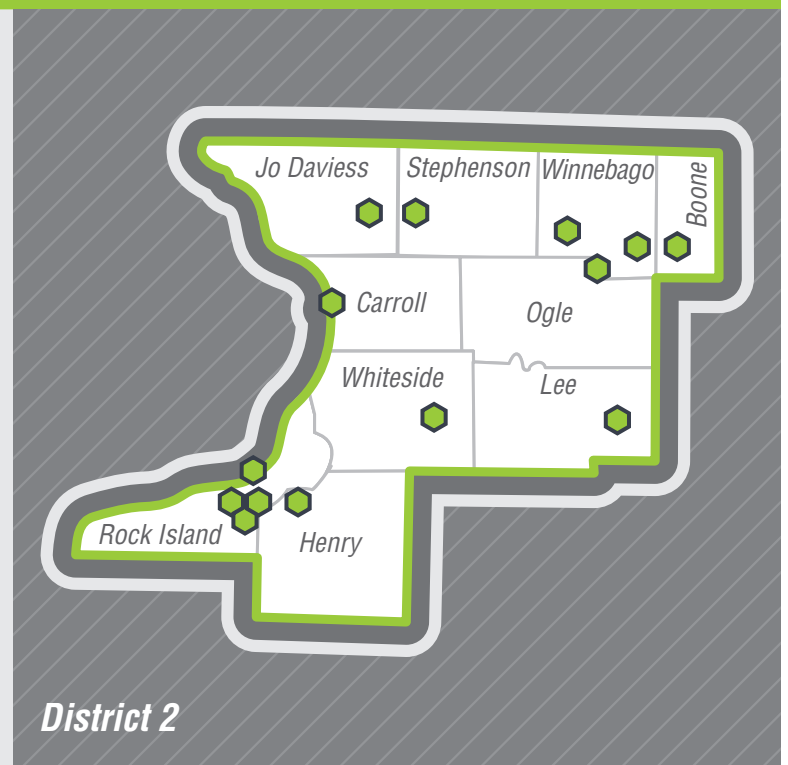 Jo Daviess
Stephenson
Winnebago
Boone
Carroll
Ogle
Whiteside
Lee
Rock Island
Henry
District 2